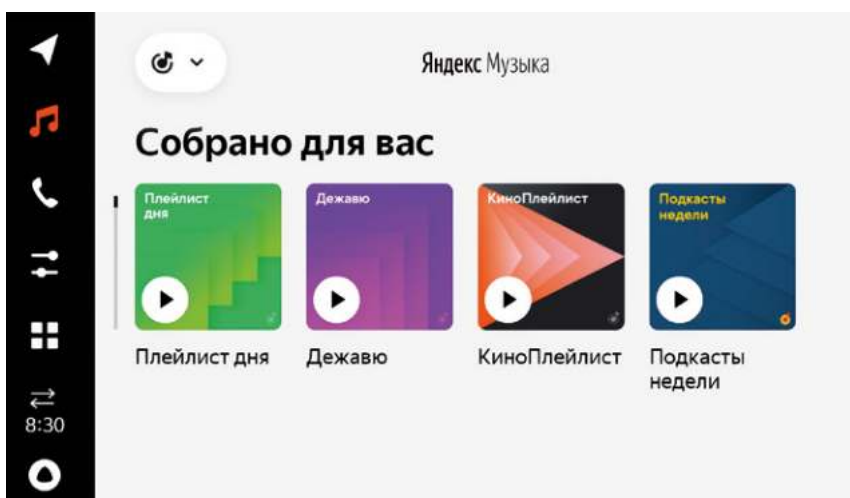 Яндекс Музыка
Собрано для вас
Плейлист
дня
Дежавю
КиноПлейлист
Подкасты
недели
Плейлист дня
Дежавю
КиноПлейлист
Подкасты
недели
8:30